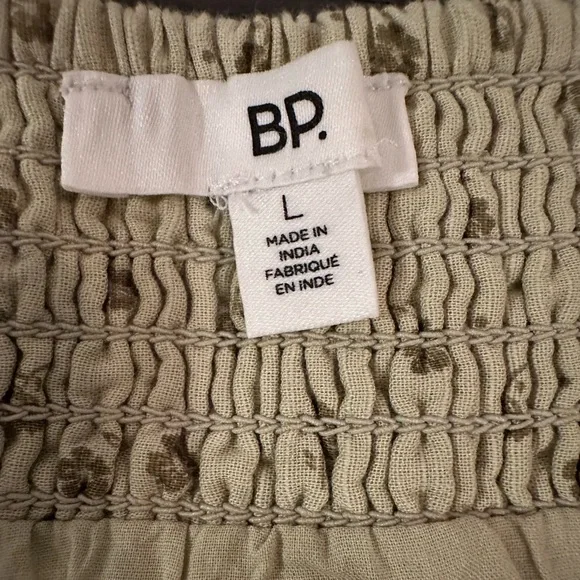 BP.
L
MADE IN
INDIA
FABRIQUÉ
EN INDE